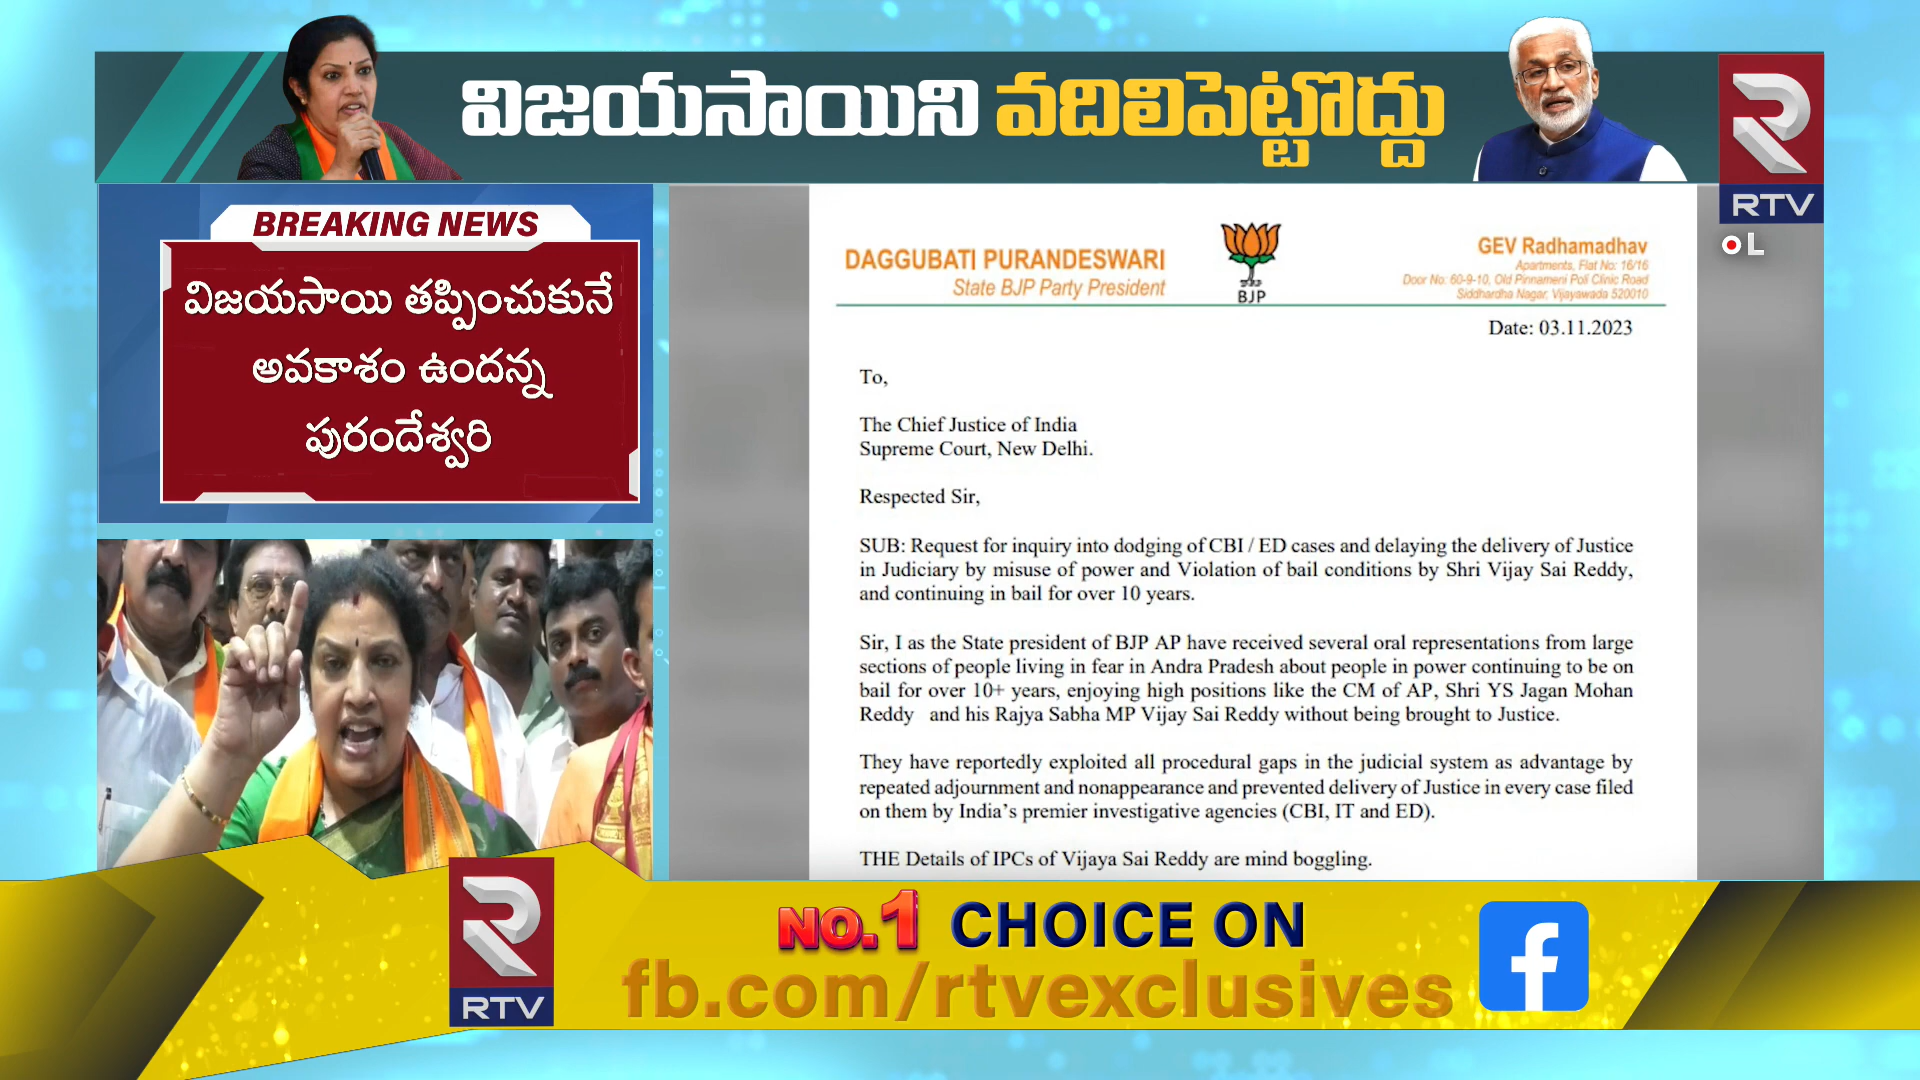 విజయసాయిని వదిలిపెట్టొద్దు
RTV
L
BREAKING NEWS
విజయసాయి తప్పించుకునే
అవకాశం ఉందన్న
పురందేశ్వరి
DAGGUBATI PURANDESWARI
State BJP Party President
BJP
GEV Radhamadhav
Apartments, Flat No: 16/16
Door No: 60-9-10, Old Pinnameni Poli Clinic Road
Siddhardha Nagar, Vijayawada 520010
Date: 03.11.2023
To,
The Chief Justice of India
Supreme Court, New Delhi.
Respected Sir,
SUB: Request for inquiry into dodging of CBI / ED cases and delaying the delivery of Justice
in Judiciary by misuse of power and Violation of bail conditions by Shri Vijay Sai Reddy,
and continuing in bail for over 10 years.
Sir, I as the State president of BJP AP have received several oral representations from large
sections of people living in fear in Andra Pradesh about people in power continuing to be on
bail for over 10+ years, enjoying high positions like the CM of AP, Shri YS Jagan Mohan
Reddy and his Rajya Sabha MP Vijay Sai Reddy without being brought to Justice.
They have reportedly exploited all procedural gaps in the judicial system as advantage by
repeated adjournment and nonappearance and prevented delivery of Justice in every case filed
on them by India’s premier investigative agencies (CBI, IT and ED).
THE Details of IPCs of Vijaya Sai Reddy are mind boggling.
RTV
NO.1 CHOICE ON
fb.com/rtvexclusives